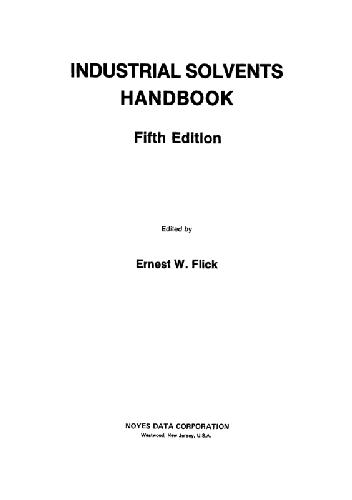 INDUSTRIAL SOLVENTS
HANDBOOK
Fifth Edition
Edited by
Ernest W. Flick
NOYES DATA CORPORATION
Westwood, New Jersey, U.S.A.